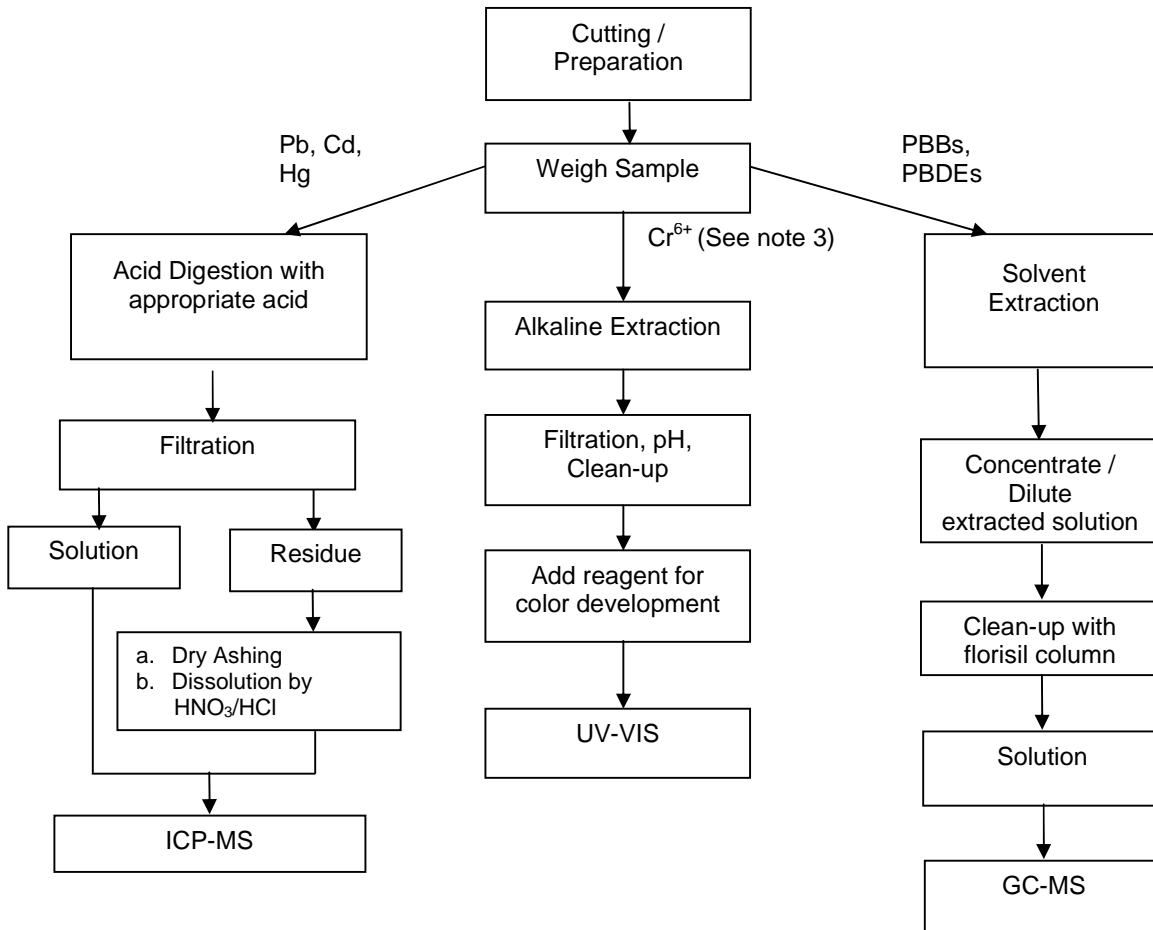 Cutting /
Preparation
Weigh Sample
Pb, Cd,
Hg
Acid Digestion with
appropriate acid
Filtration
Solution
Residue
a. Dry Ashing
b. Dissolution by
HNO₃/HCl
ICP-MS
Cr⁶⁺ (See note 3)
Alkaline Extraction
Filtration, pH,
Clean-up
Add reagent for
color development
UV-VIS
PBBs,
PBDEs
Solvent
Extraction
Concentrate /
Dilute
extracted solution
Clean-up with
florisil column
Solution
GC-MS